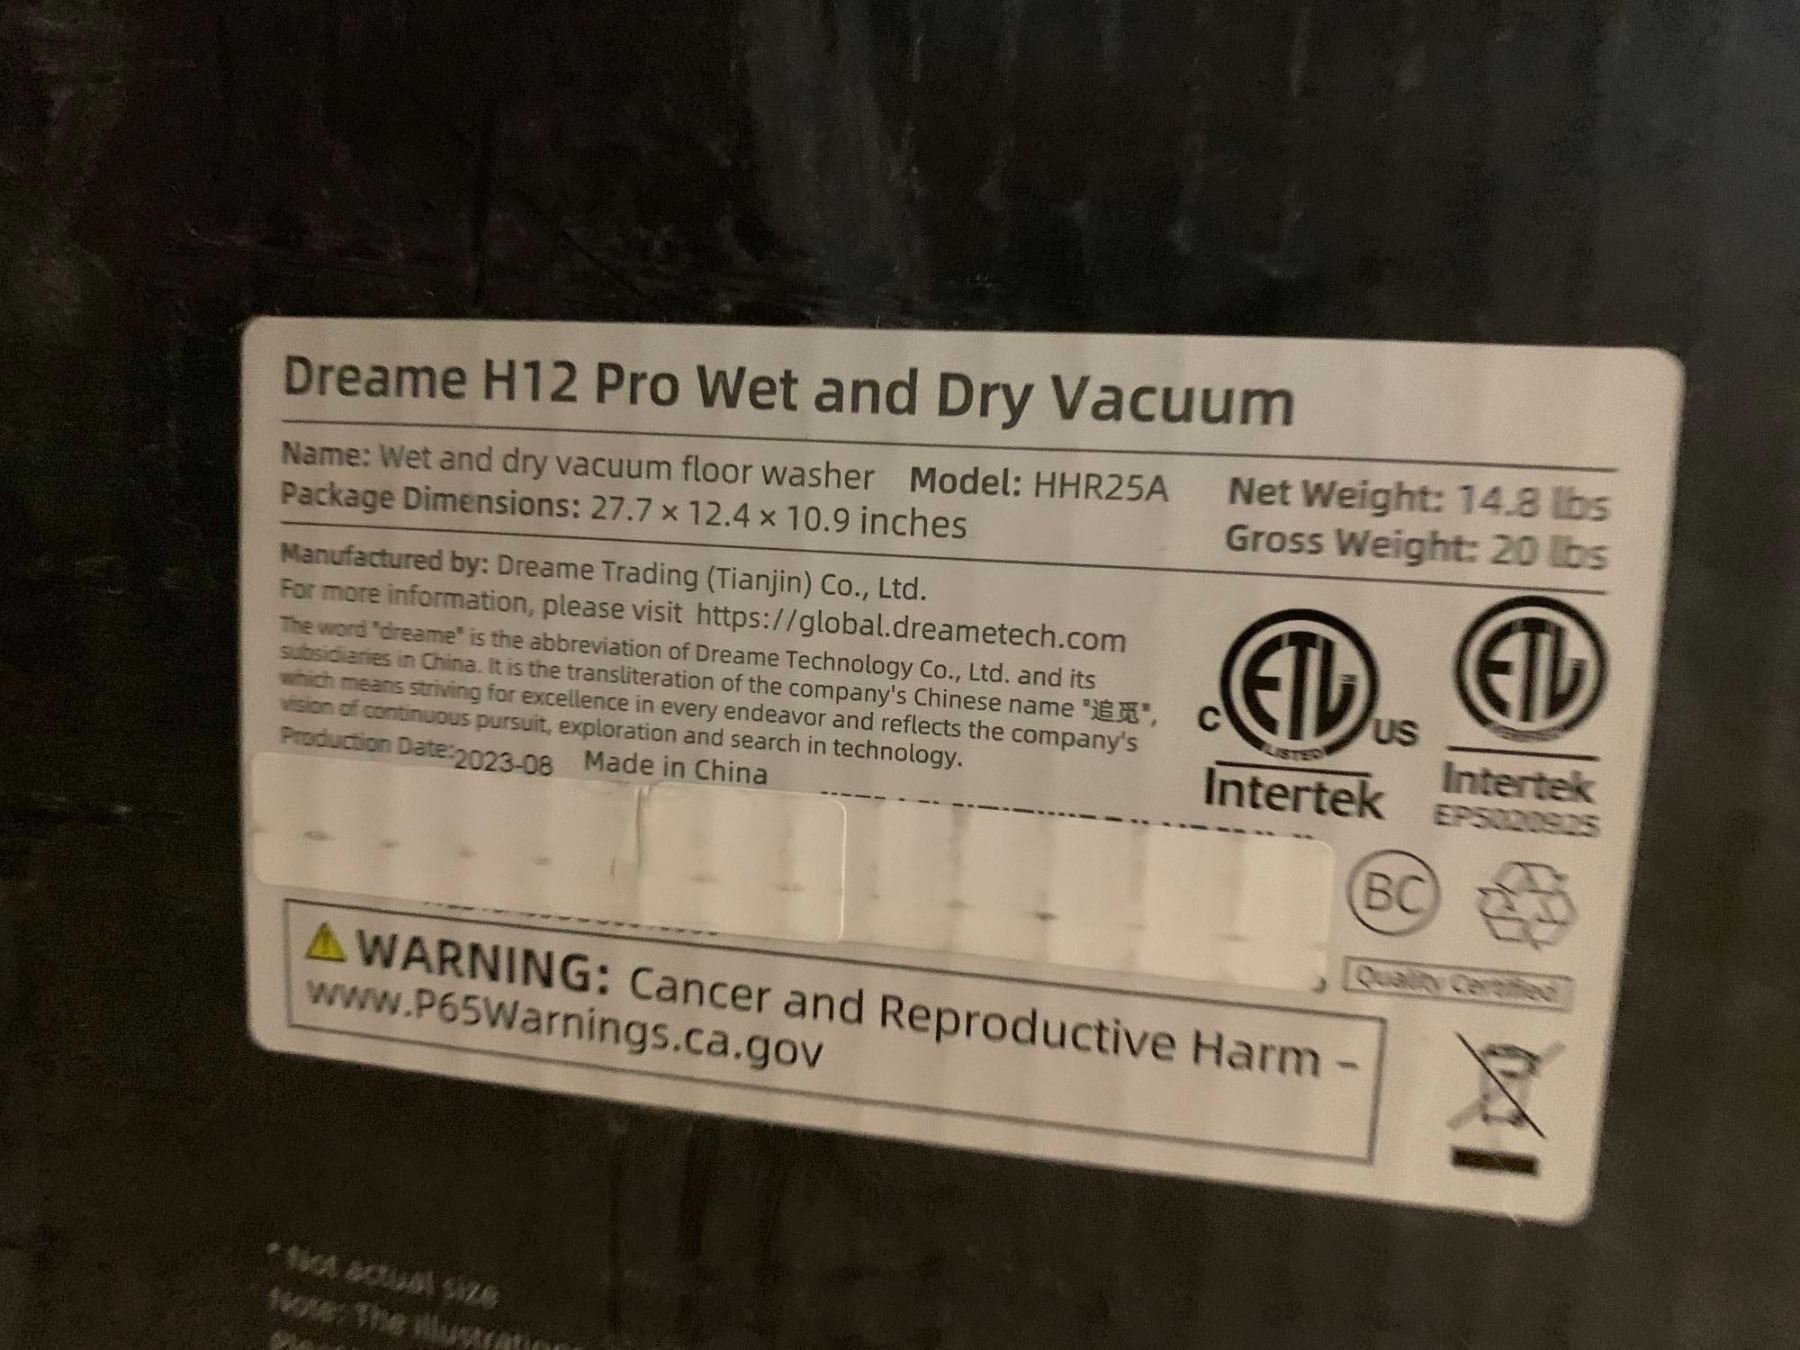 Dreame H12 Pro Wet and Dry Vacuum
Name: Wet and dry vacuum floor washer Model: HHR25A Net Weight: 14.8 lbs
Package Dimensions: 27.7 × 12.4 × 10.9 inches Gross Weight: 20 lbs
Manufactured by: Dreame Trading (Tianjin) Co., Ltd.
For more information, please visit https://global.dreametech.com
The word "dreame" is the abbreviation of Dreame Technology Co., Ltd. and its
subsidiaries in China. It is the transliteration of the company's Chinese name "追觅",
which means striving for excellence in every endeavor and reflects the company's
vision of continuous pursuit, exploration and search in technology.
Production Date:2023-08 Made in China
ETL
C US
LISTED
Intertek
ETL
Intertek
EPS020925
BC
Quality Certified
WARNING: Cancer and Reproductive Harm –
www.P65Warnings.ca.gov
* Not actual size
Note: The